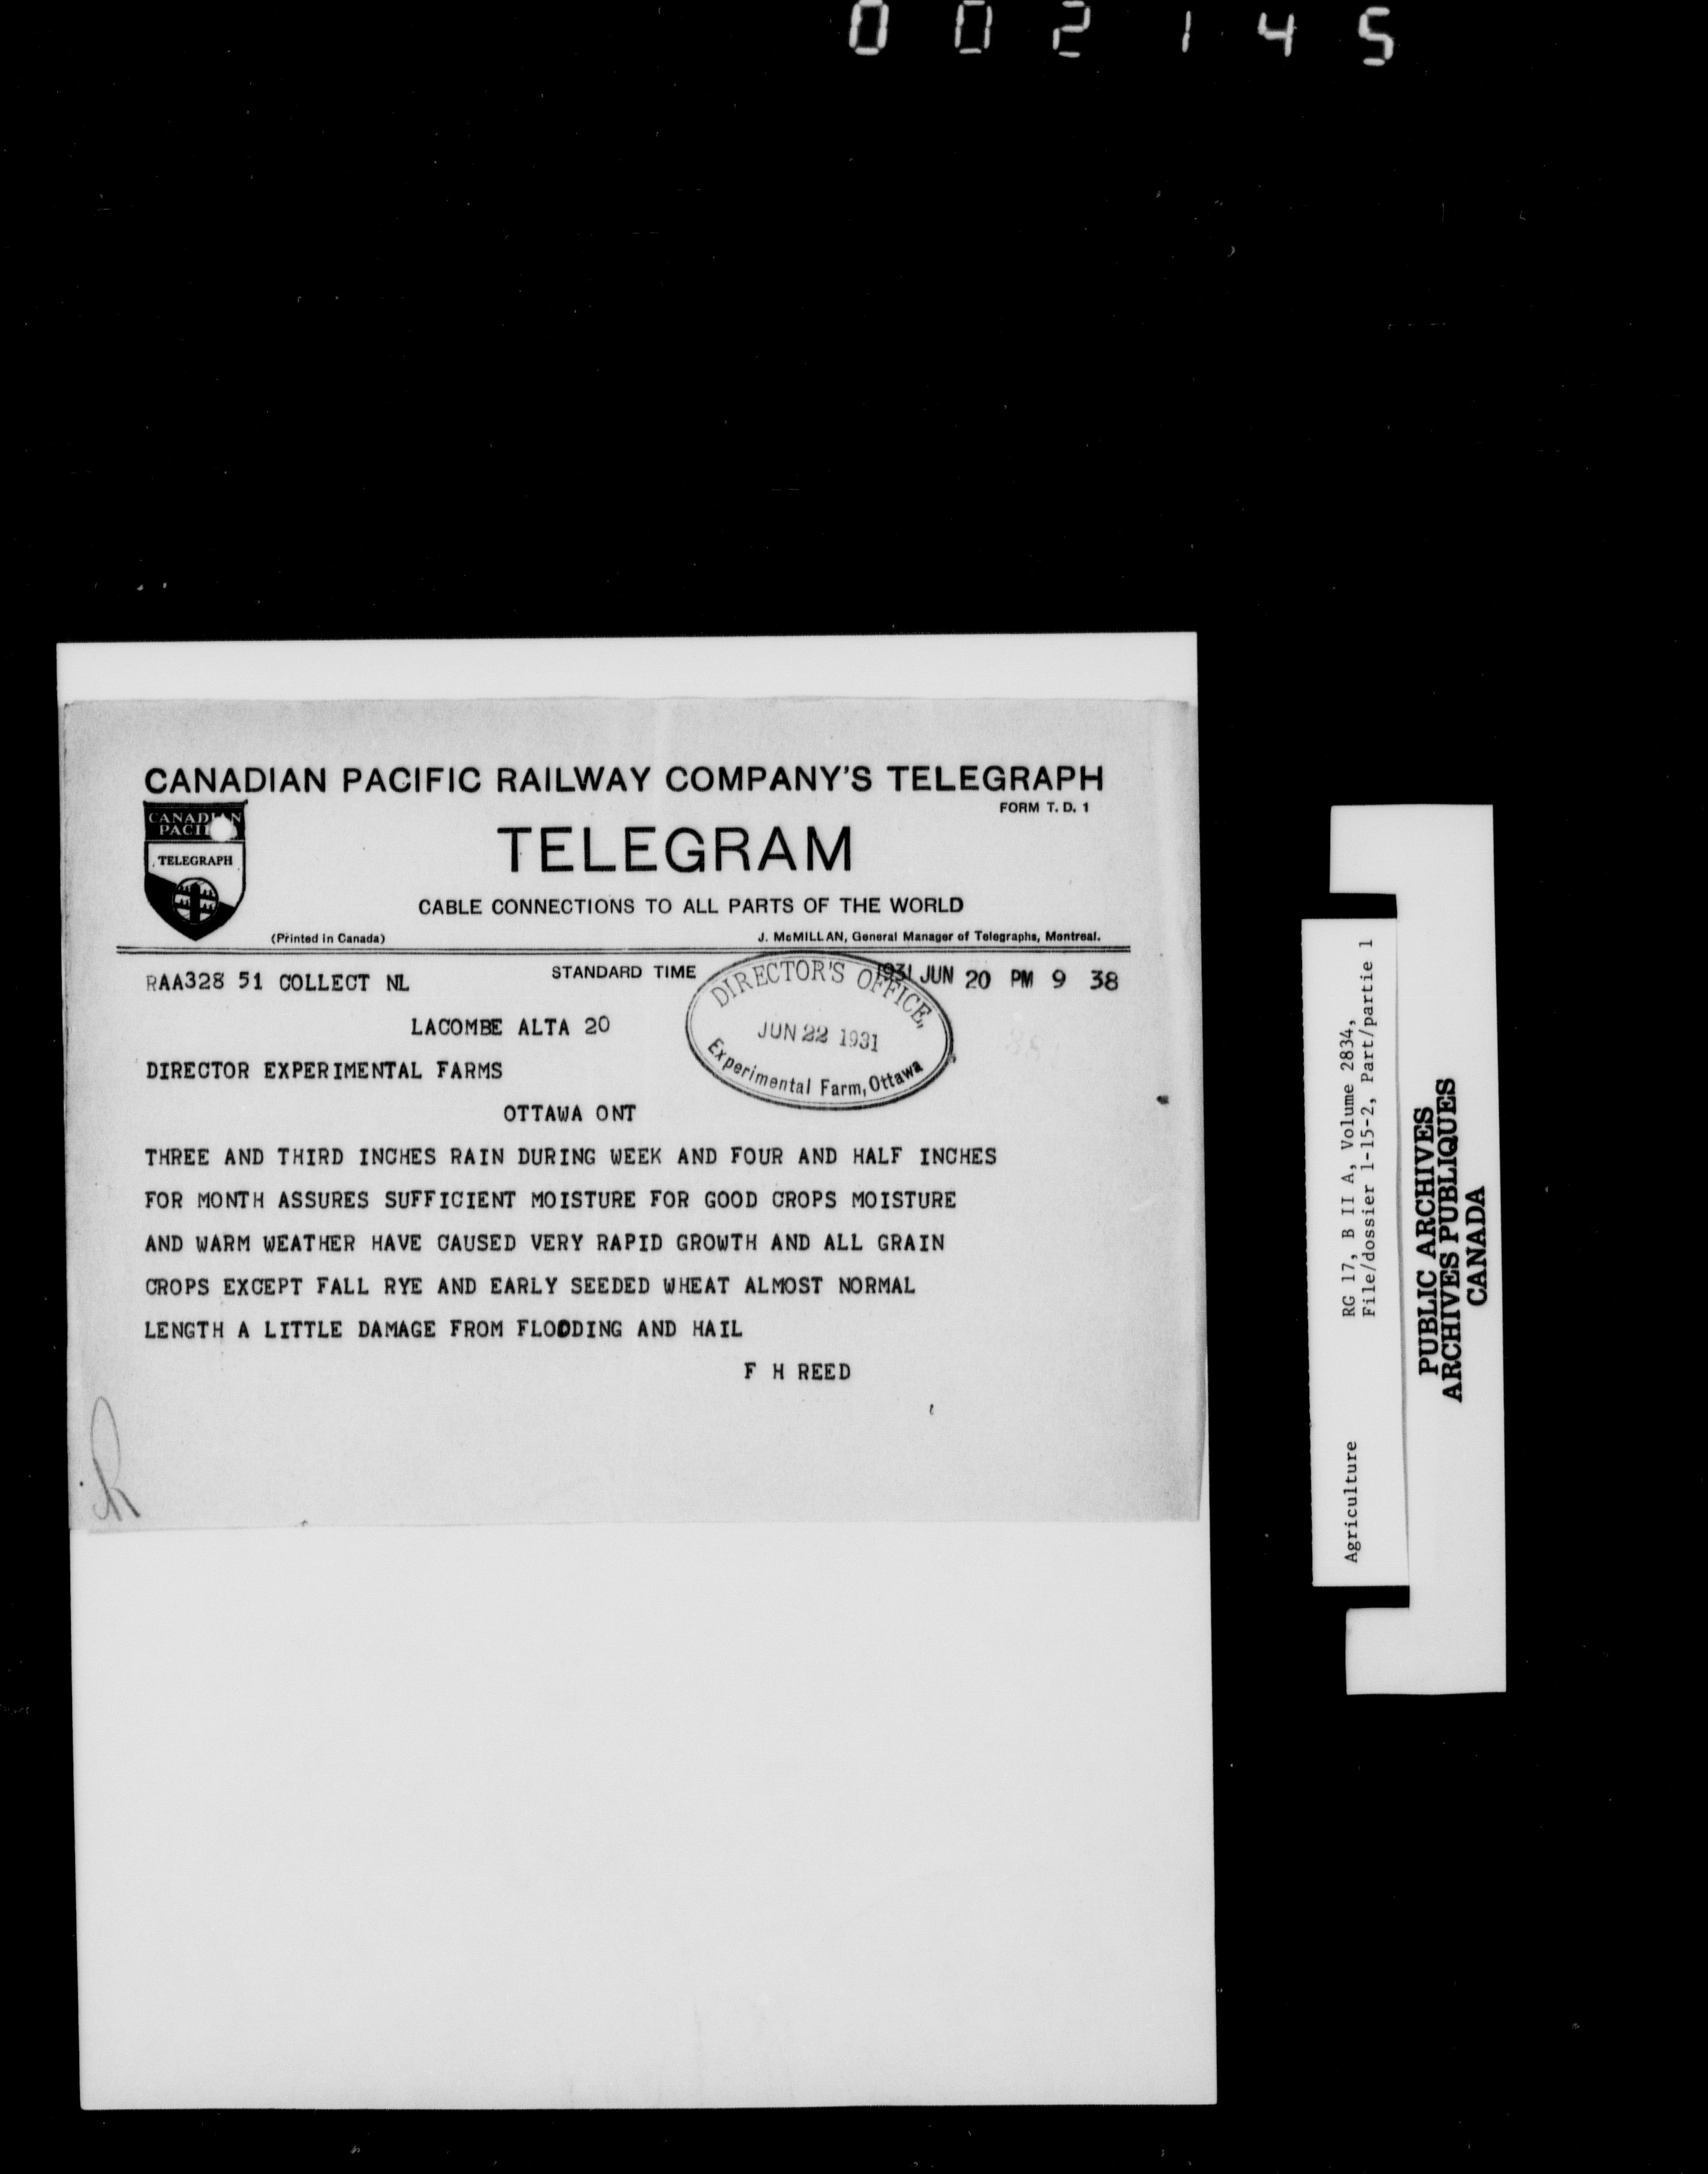 002145
CANADIAN PACIFIC RAILWAY COMPANY'S TELEGRAPH
FORM T. D. 1
TELEGRAPH
TELEGRAM
CABLE CONNECTIONS TO ALL PARTS OF THE WORLD
(Printed in Canada)
J. McMILLAN, General Manager of Telegraphs, Montreal.
RAA328 51 COLLECT NL
STANDARD TIME
1931 JUN 20 PM 9 38
DIRECTOR'S OFFICE,
JUN 22 1931
Experimental Farm, Ottawa
LACOMBE ALTA 20
DIRECTOR EXPERIMENTAL FARMS
OTTAWA ONT
THREE AND THIRD INCHES RAIN DURING WEEK AND FOUR AND HALF INCHES
FOR MONTH ASSURES SUFFICIENT MOISTURE FOR GOOD CROPS MOISTURE
AND WARM WEATHER HAVE CAUSED VERY RAPID GROWTH AND ALL GRAIN
CROPS EXCEPT FALL RYE AND EARLY SEEDED WHEAT ALMOST NORMAL
LENGTH A LITTLE DAMAGE FROM FLOODING AND HAIL
F H REED
Agriculture RG 17, B II A, Volume 2834,
File/dossier 1-15-2, Part/partie 1
PUBLIC ARCHIVES
ARCHIVES PUBLIQUES
CANADA